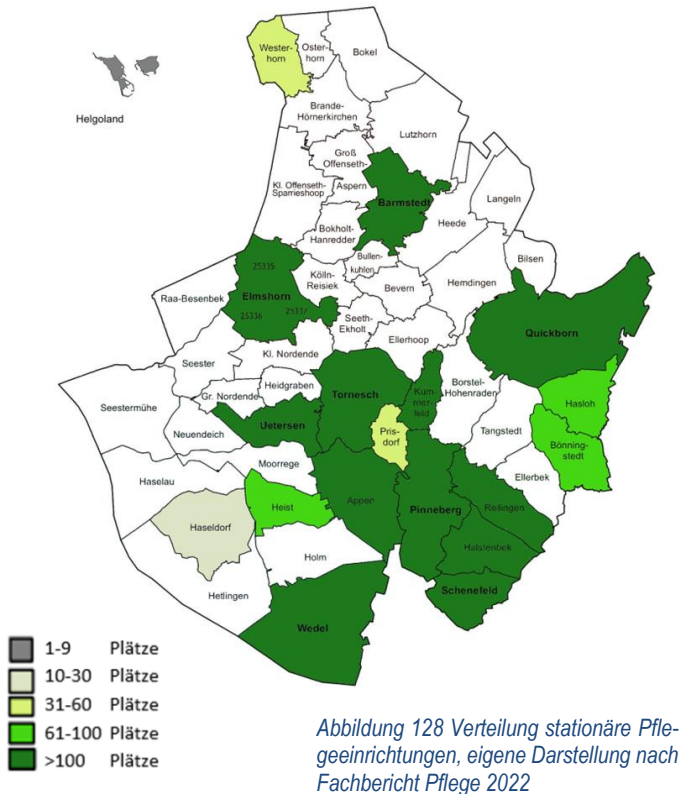 Wester-
horn
Oster-
horn
Bokel
Helgoland
Brande-
Hörnerkirchen
Lutzhorn
Groß
Offenseth-
Aspern
Kl. Offenseth-
Sparrieshoop
Barmstedt
Langeln
Heede
Bokholt-
Hanredder
Bullen-
kuhlen
Bilsen
25335
Kölln-
Reisiek
Bevern
Hemdingen
Raa-Besenbek
Elmshorn
25336
25337
Seeth-
Ekholt
Ellerhoop
Quickborn
Kl. Nordende
Seester
Heidgraben
Tornesch
Kum-
mer-
feld
Borstel-
Hohenraden
Hasloh
Gr. Nordende
Seestermühe
Uetersen
Pris-
dorf
Tangstedt
Bönning-
stedt
Neuendeich
Moorrege
Ellerbek
Haselau
Appen
Pinneberg
Rellingen
Heist
Haseldorf
Halstenbek
Holm
Hetlingen
Schenefeld
Wedel
1-9 Plätze
10-30 Plätze
31-60 Plätze
61-100 Plätze
>100 Plätze
Abbildung 128 Verteilung stationäre Pfle-
geeinrichtungen, eigene Darstellung nach
Fachbericht Pflege 2022